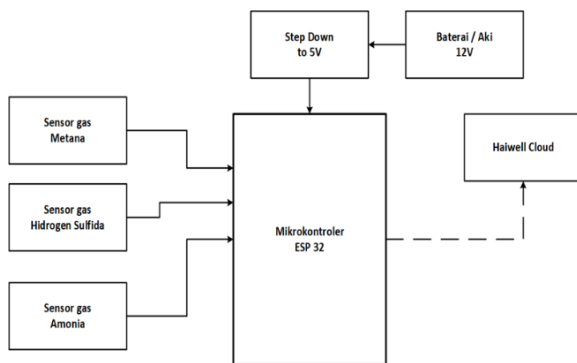 Step Down
to 5V
Baterai / Aki
12V
Sensor gas
Metana
Haiwell Cloud
Sensor gas
Hidrogen Sulfida
Mikrokontroler
ESP 32
Sensor gas
Amonia